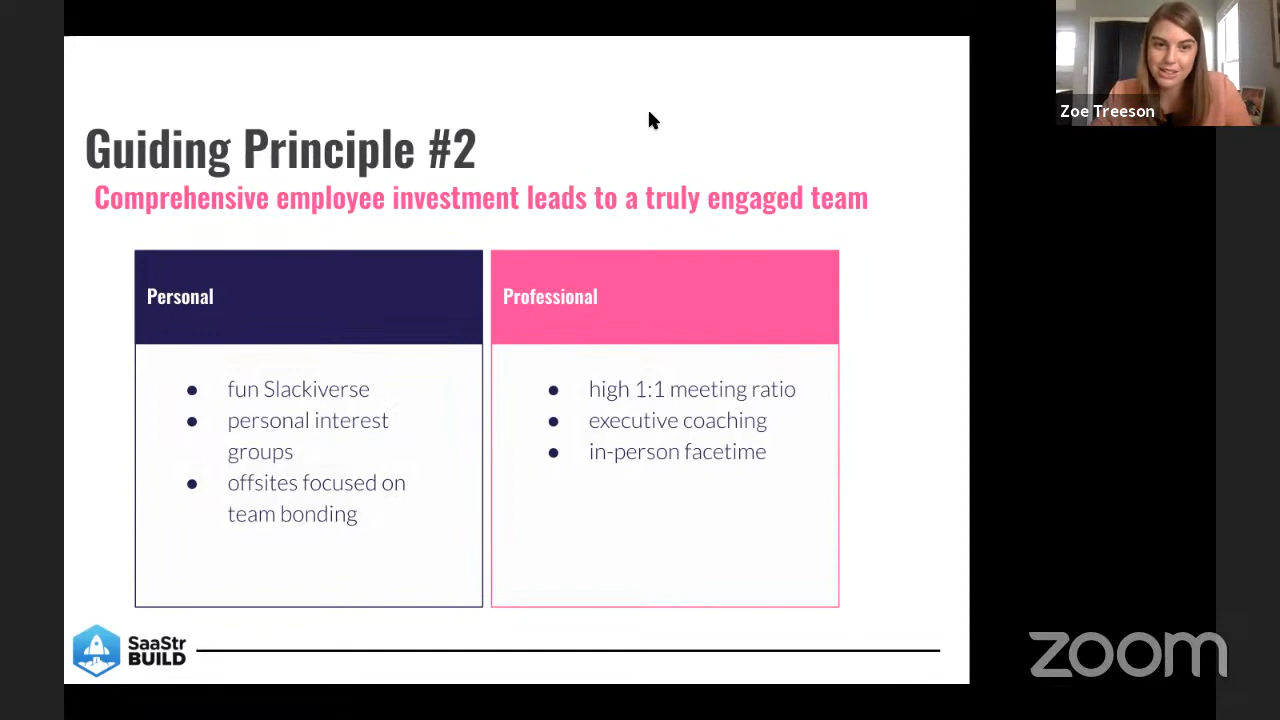 Zoe Treeson
Guiding Principle #2
Comprehensive employee investment leads to a truly engaged team
Personal
● fun Slackiverse
● personal interest
groups
● offsites focused on
team bonding
Professional
● high 1:1 meeting ratio
● executive coaching
● in-person facetime
SaaStr
BUILD
zoom